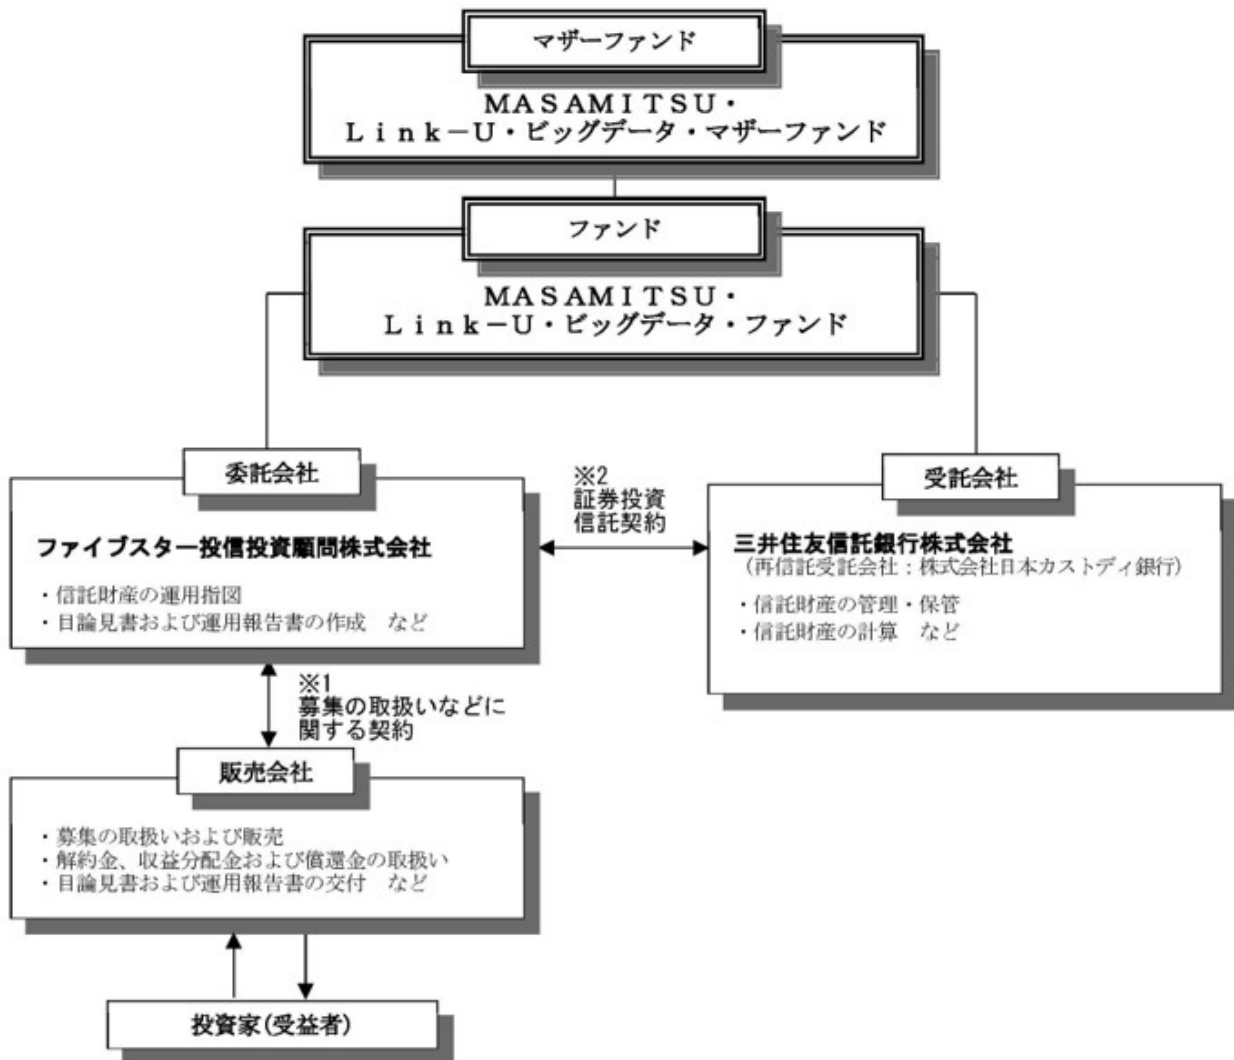 マザーファンド
MASAMITSU・
Link－U・ビッグデータ・マザーファンド
ファンド
MASAMITSU・
Link－U・ビッグデータ・ファンド
委託会社
ファイブスター投信投資顧問株式会社
・信託財産の運用指図
・目論見書および運用報告書の作成　など
※2
証券投資
信託契約
受託会社
三井住友信託銀行株式会社
（再信託受託会社：株式会社日本カストディ銀行）
・信託財産の管理・保管
・信託財産の計算　など
※1
募集の取扱いなどに
関する契約
販売会社
・募集の取扱いおよび販売
・解約金、収益分配金および償還金の取扱い
・目論見書および運用報告書の交付　など
投資家(受益者)